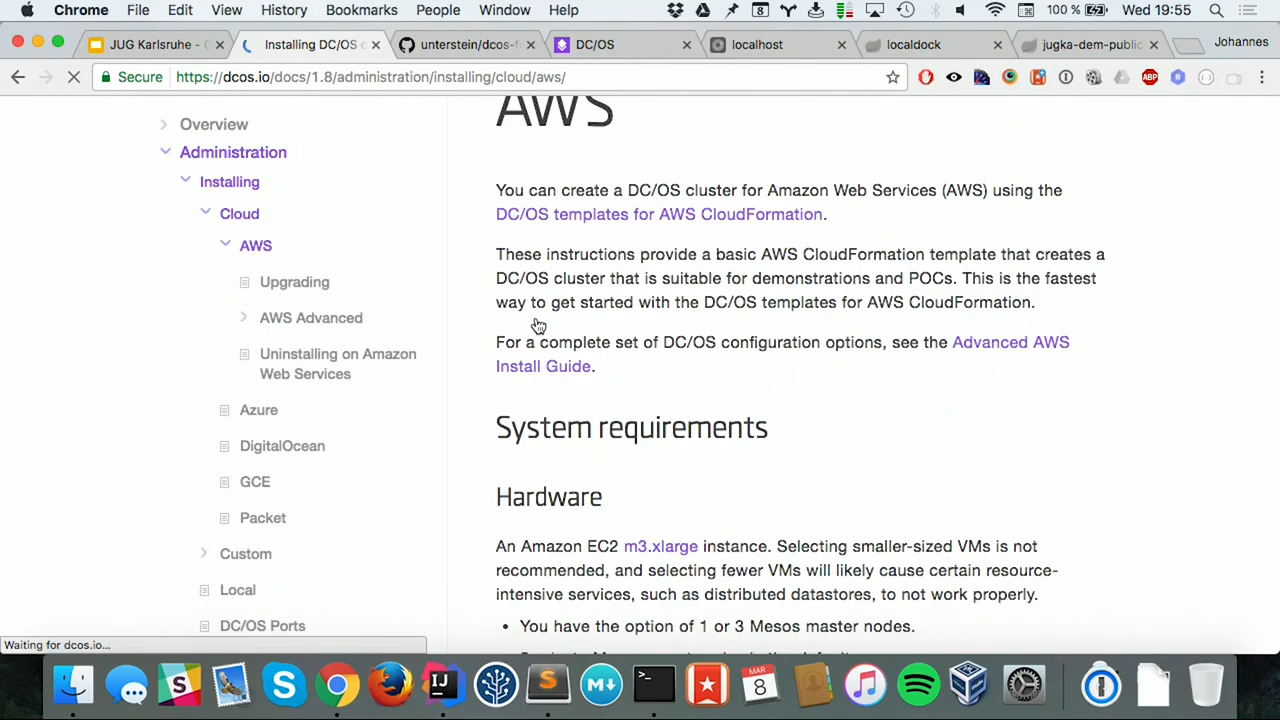 Chrome File Edit View History Bookmarks People Window Help 8 100 % Wed 19:55
JUG Karlsruhe - Installing DC/OS unterstein/dcos-f DC/OS localhost localdock jugka-dem-public Johannes
Secure https://dcos.io/docs/1.8/administration/installing/cloud/aws/ ABP R
Overview
Administration
Installing
Cloud
AWS
Upgrading
AWS Advanced
Uninstalling on Amazon
Web Services
Azure
DigitalOcean
GCE
Packet
Custom
Local
DC/OS Ports
AWS
You can create a DC/OS cluster for Amazon Web Services (AWS) using the
DC/OS templates for AWS CloudFormation.
These instructions provide a basic AWS CloudFormation template that creates a
DC/OS cluster that is suitable for demonstrations and POCs. This is the fastest
way to get started with the DC/OS templates for AWS CloudFormation.
For a complete set of DC/OS configuration options, see the Advanced AWS
Install Guide.
System requirements
Hardware
An Amazon EC2 m3.xlarge instance. Selecting smaller-sized VMs is not
recommended, and selecting fewer VMs will likely cause certain resource-
intensive services, such as distributed datastores, to not work properly.
• You have the option of 1 or 3 Mesos master nodes.
Waiting for dcos.io...
MAR
8